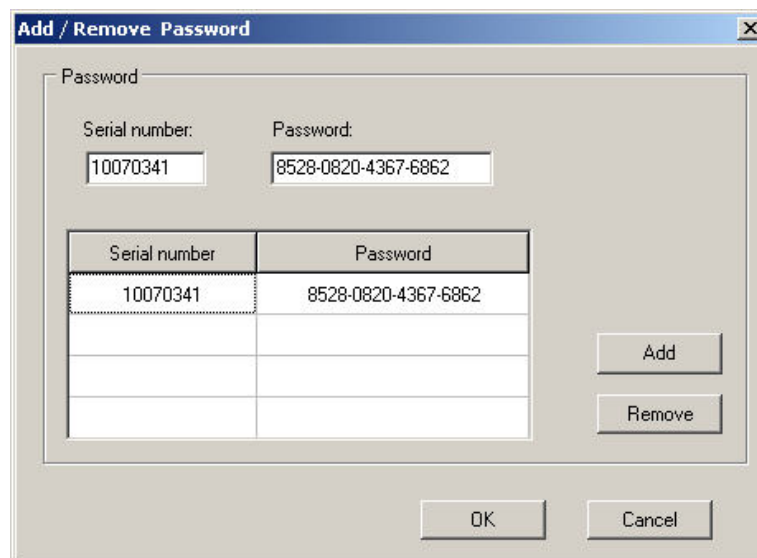 Add / Remove Password
Password
Serial number: Password:
10070341 8528-0820-4367-6862
Serial number Password
10070341 8528-0820-4367-6862
Add
Remove
OK Cancel